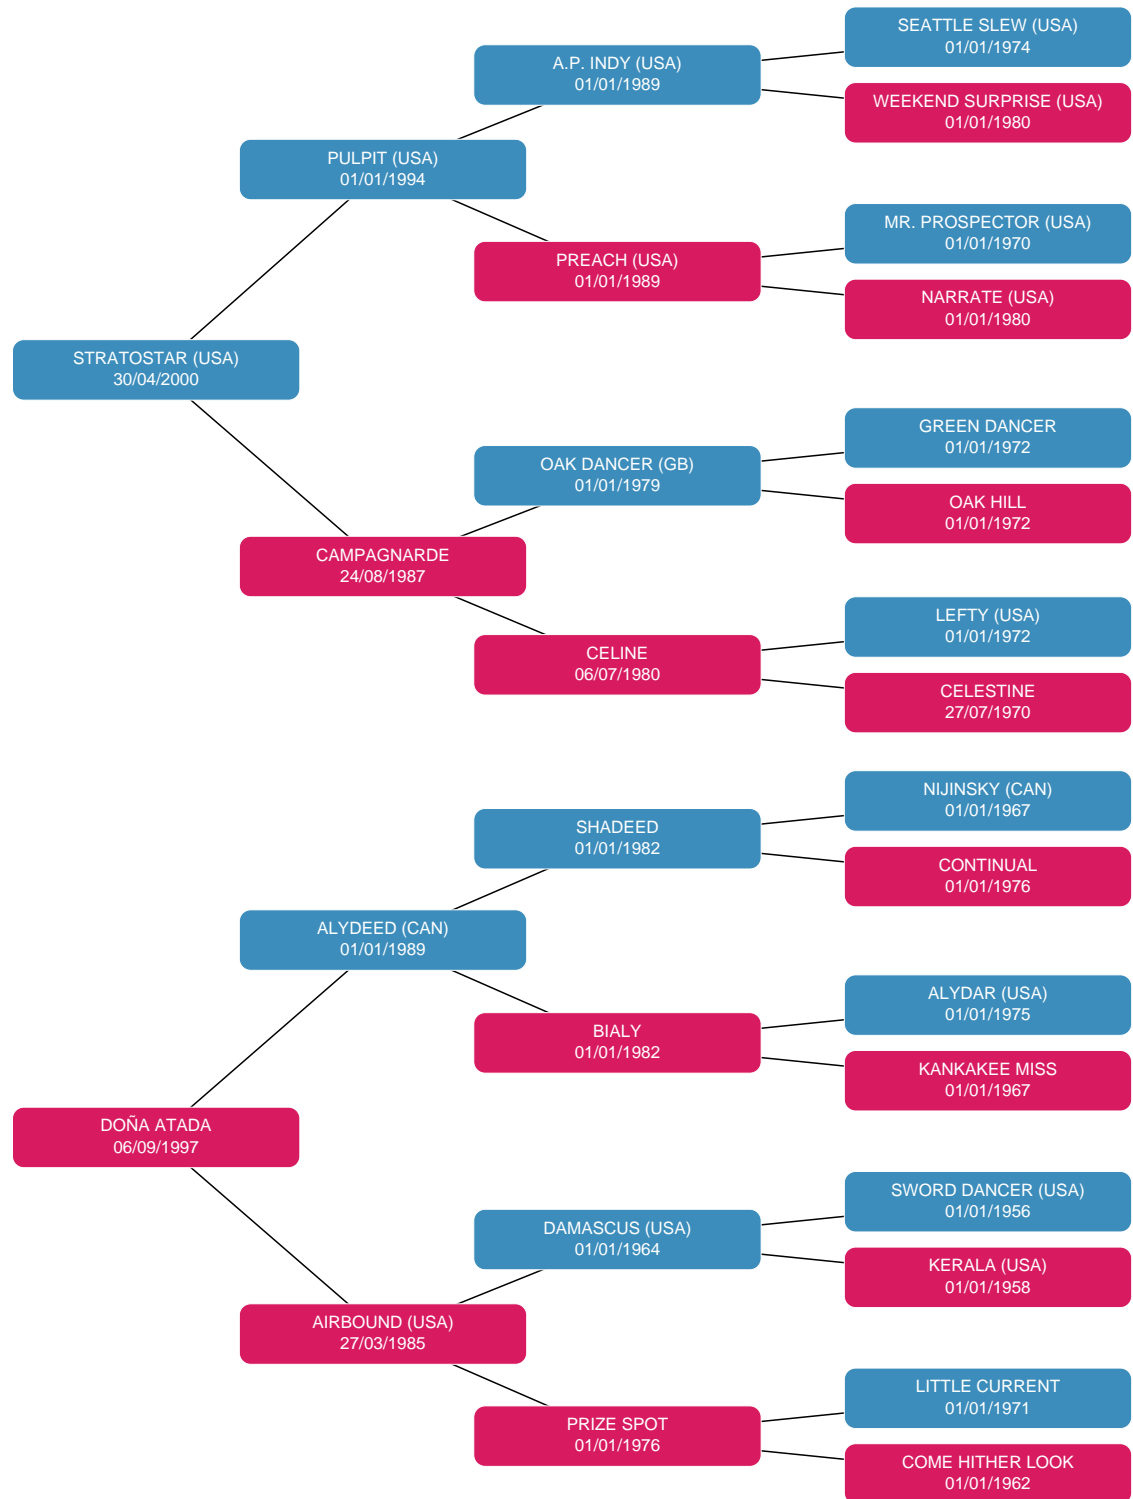 SEATTLE SLEW (USA)
01/01/1974
A.P. INDY (USA)
01/01/1989
WEEKEND SURPRISE (USA)
01/01/1980
PULPIT (USA)
01/01/1994
MR. PROSPECTOR (USA)
01/01/1970
PREACH (USA)
01/01/1989
NARRATE (USA)
01/01/1980
STRATOSTAR (USA)
30/04/2000
GREEN DANCER
01/01/1972
OAK DANCER (GB)
01/01/1979
OAK HILL
01/01/1972
CAMPAGNARDE
24/08/1987
LEFTY (USA)
01/01/1972
CELINE
06/07/1980
CELESTINE
27/07/1970
NIJINSKY (CAN)
01/01/1967
SHADEED
01/01/1982
CONTINUAL
01/01/1976
ALYDEED (CAN)
01/01/1989
ALYDAR (USA)
01/01/1975
BIALY
01/01/1982
KANKAKEE MISS
01/01/1967
DOÑA ATADA
06/09/1997
SWORD DANCER (USA)
01/01/1956
DAMASCUS (USA)
01/01/1964
KERALA (USA)
01/01/1958
AIRBOUND (USA)
27/03/1985
LITTLE CURRENT
01/01/1971
PRIZE SPOT
01/01/1976
COME HITHER LOOK
01/01/1962